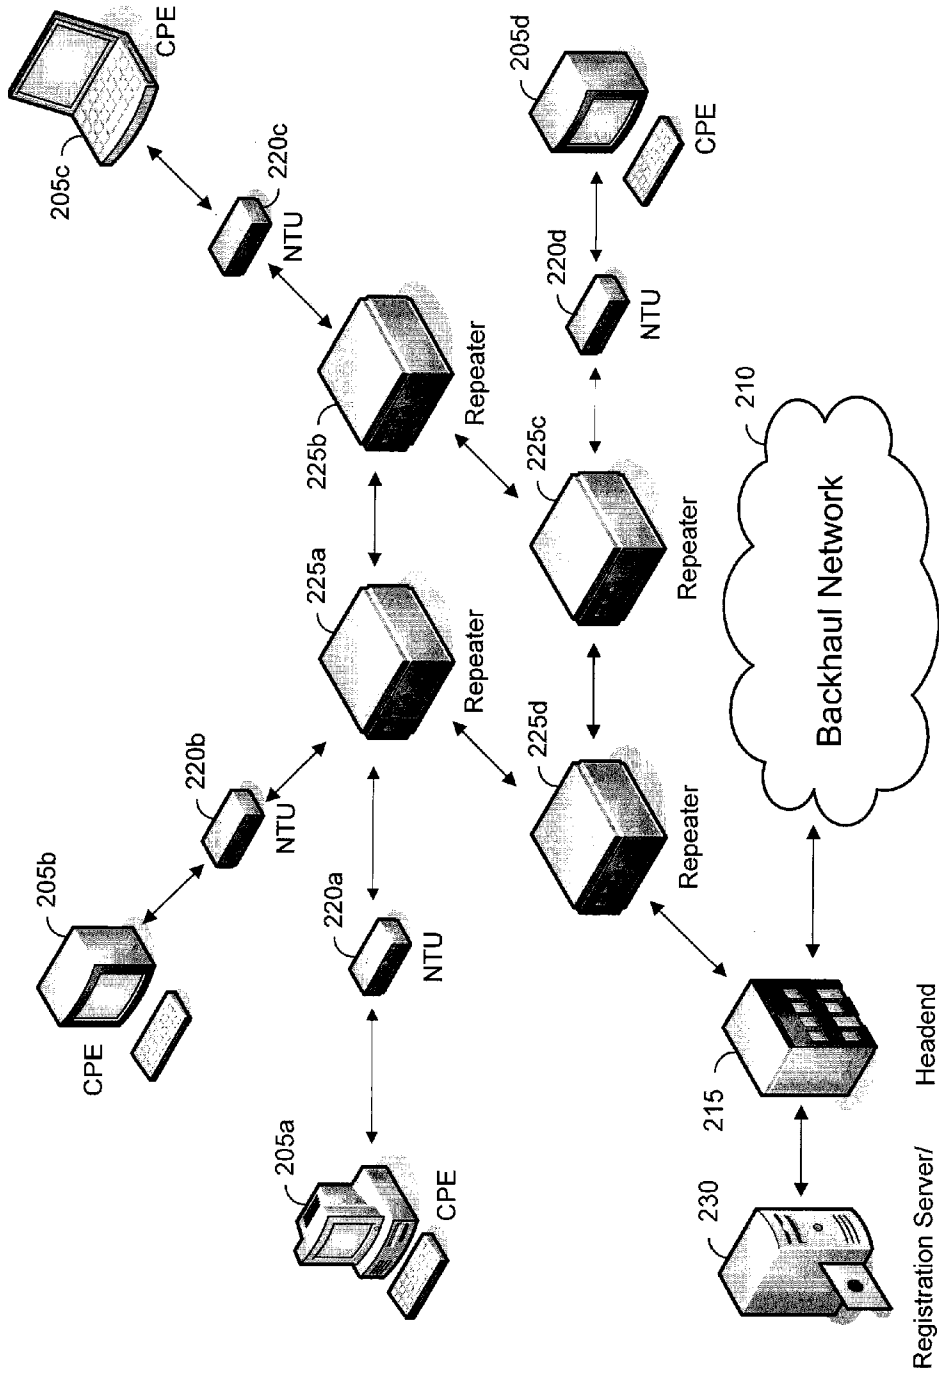 205c
CPE
220c
NTU
205d
CPE
220d
NTU
225b
Repeater
225c
Repeater
210
Backhaul Network
225a
Repeater
225d
Repeater
205b
CPE
220b
NTU
220a
NTU
205a
CPE
215
Headend
230
Registration Server/